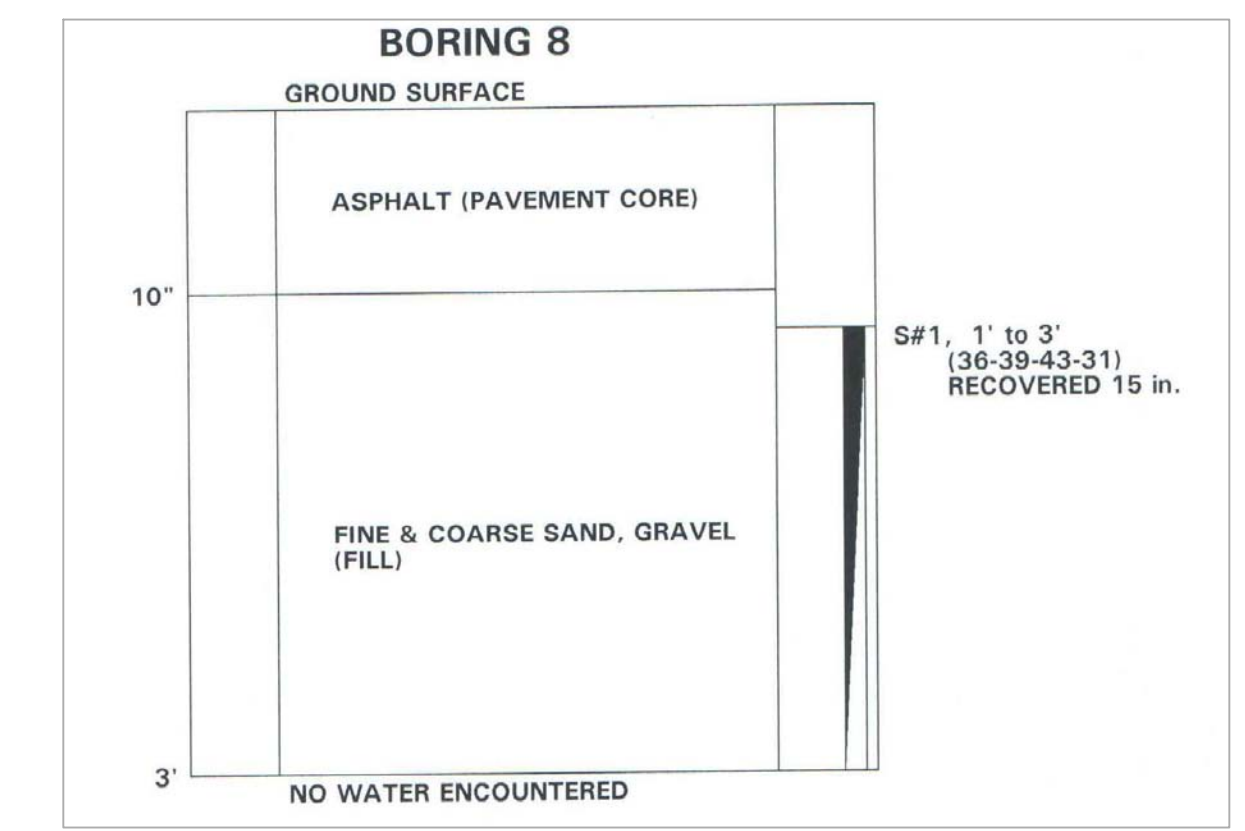 BORING 8
GROUND SURFACE
ASPHALT (PAVEMENT CORE)
10"
S#1, 1' to 3'
(36-39-43-31)
RECOVERED 15 in.
FINE & COARSE SAND, GRAVEL
(FILL)
3'
NO WATER ENCOUNTERED